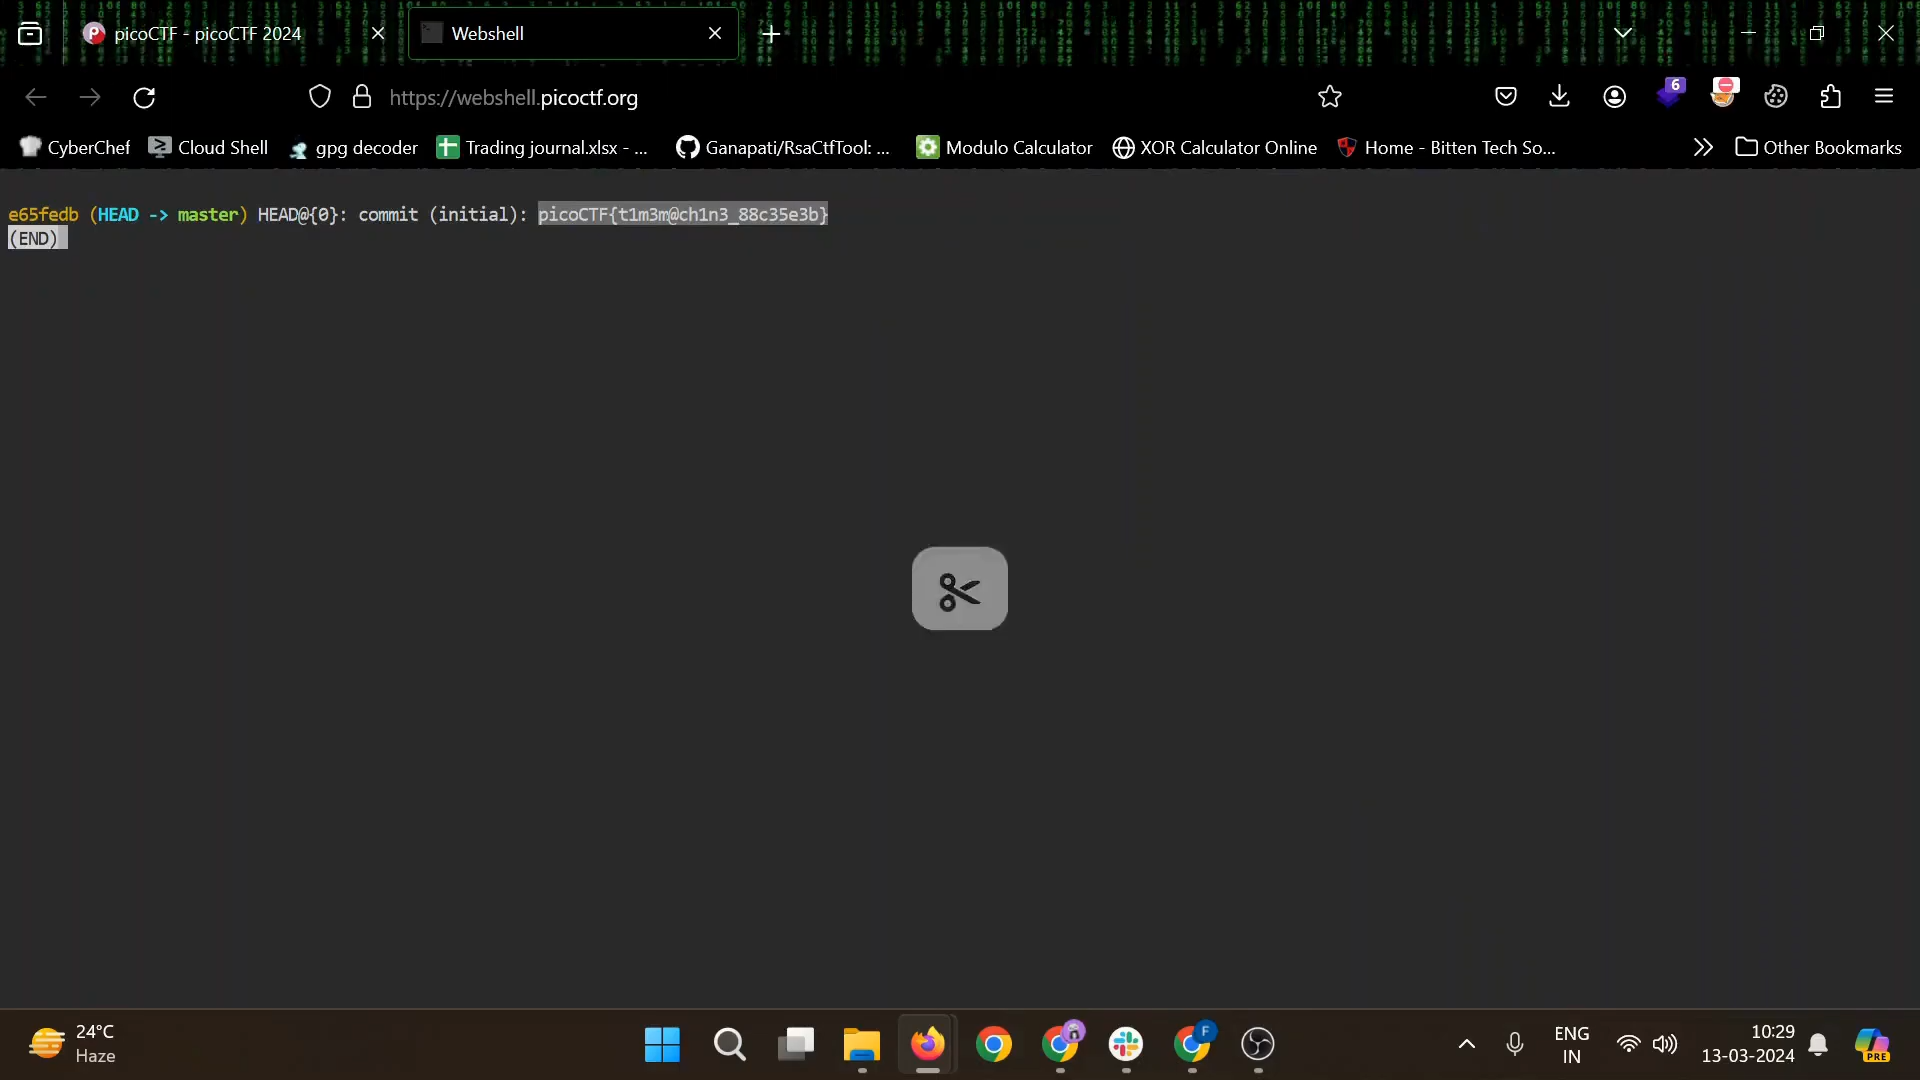 picoCTF - picoCTF 2024
Webshell
https://webshell.picoctf.org
6
CyberChef
Cloud Shell
gpg decoder
Trading journal.xlsx - ...
Ganapati/RsaCtfTool: ...
Modulo Calculator
XOR Calculator Online
Home - Bitten Tech So...
Other Bookmarks
e65fedb (HEAD -> master) HEAD@{0}: commit (initial): picoCTF{t1m3m@ch1n3_88c35e3b}
(END)
24°C
Haze
F
ENG
IN
10:29
13-03-2024
PRE